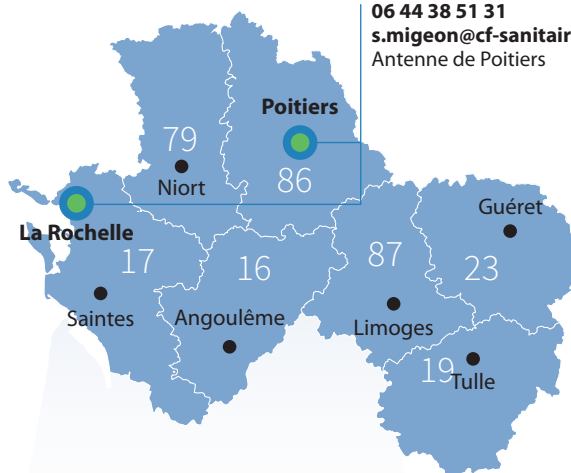 06 44 38 51 31
s.migeon@cf-sanitair
Antenne de Poitiers
Poitiers
79
Niort
86
Guéret
La Rochelle
17
16
87
23
Saintes
Angoulême
Limoges
19
Tulle